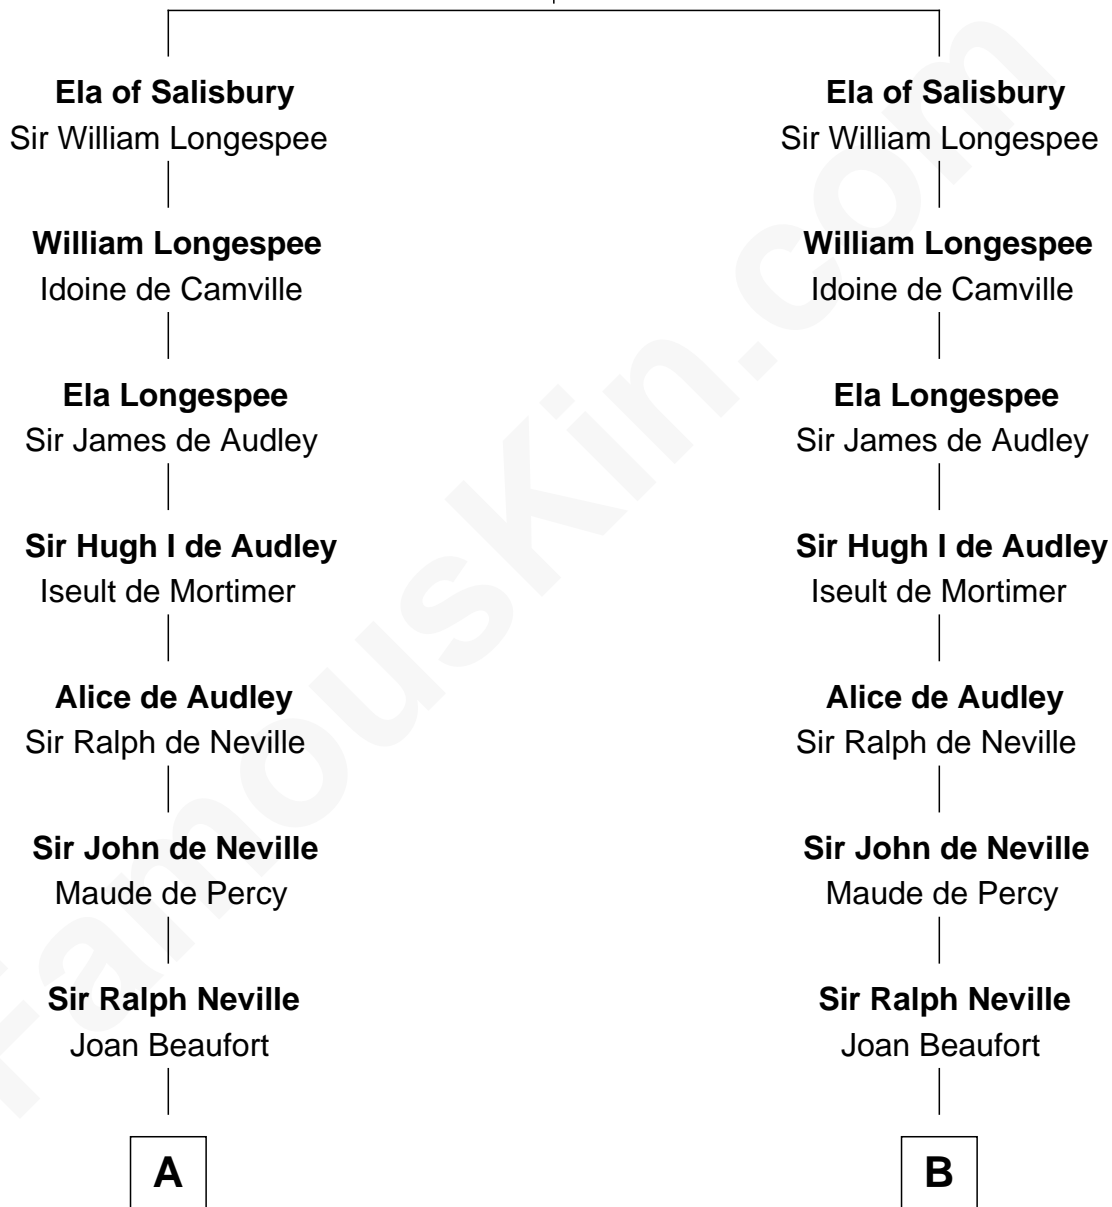 Ela of Salisbury
Sir William Longespee
William Longespee
Idoine de Camville
Ela Longespee
Sir James de Audley
Sir Hugh I de Audley
Iseult de Mortimer
Alice de Audley
Sir Ralph de Neville
Sir John de Neville
Maude de Percy
Sir Ralph Neville
Joan Beaufort
A
Ela of Salisbury
Sir William Longespee
William Longespee
Idoine de Camville
Ela Longespee
Sir James de Audley
Sir Hugh I de Audley
Iseult de Mortimer
Alice de Audley
Sir Ralph de Neville
Sir John de Neville
Maude de Percy
Sir Ralph Neville
Joan Beaufort
B
FamousKin.com